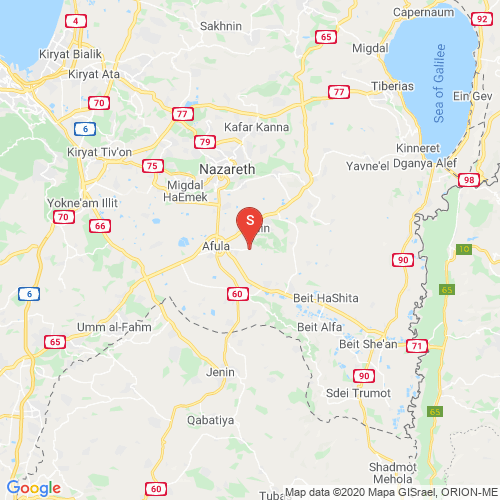 Capernaum
4
Sakhnin
92
65
Migdal
Kiryat Bialik
Kiryat Ata
Sea of Galilee
Tiberias
77
Ein Gev
70
77
6
Kafar Kanna
79
Kinneret
Kiryat Tiv'on
Dganya Alef
75
Nazareth
Yavne'el
98
Migdal
HaEmek
Yokne'am Illit
70
66
S
in
Afula
10
90
65
6
60
Beit HaShita
Umm al-Fahm
Beit Alfa
65
Beit She'an
71
Jenin
90
Sdei Trumot
65
Qabatiya
Shadmot
Mehola
60
Tuba
Google
Map data ©2020 Mapa GISrael, ORION-ME